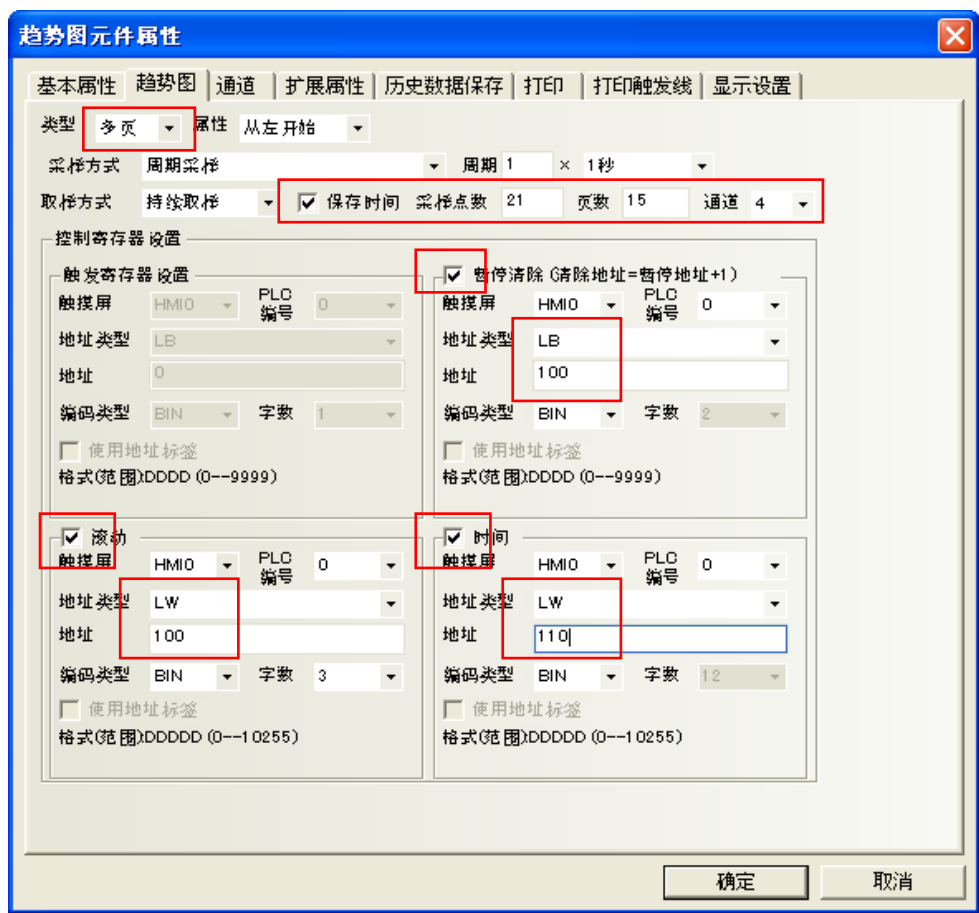 趋势图元件属性
基本属性 趋势图 通道 扩展属性 历史数据保存 打印 打印触发线 显示设置
类型 多页 属性 从左开始
采样方式 周期采样 周期 1 × 1秒
取样方式 持续取样 保存时间 采样点数 21 页数 15 通道 4
控制寄存器设置
触发寄存器设置
触摸屏 HMI0 PLC编号 0
地址类型 LB
地址 0
编码类型 BIN 字数 1
使用地址标签
格式(范围):DDDD (0--9999)
暂停清除 (清除地址=暂停地址+1)
触摸屏 HMI0 PLC编号 0
地址类型 LB
地址 100
编码类型 BIN 字数 2
使用地址标签
格式(范围):DDDD (0--9999)
滚动
触摸屏 HMI0 PLC编号 0
地址类型 LW
地址 100
编码类型 BIN 字数 3
使用地址标签
格式(范围):DDDDD (0--10255)
时间
触摸屏 HMI0 PLC编号 0
地址类型 LW
地址 110
编码类型 BIN 字数 12
使用地址标签
格式(范围):DDDDD (0--10255)
确定 取消